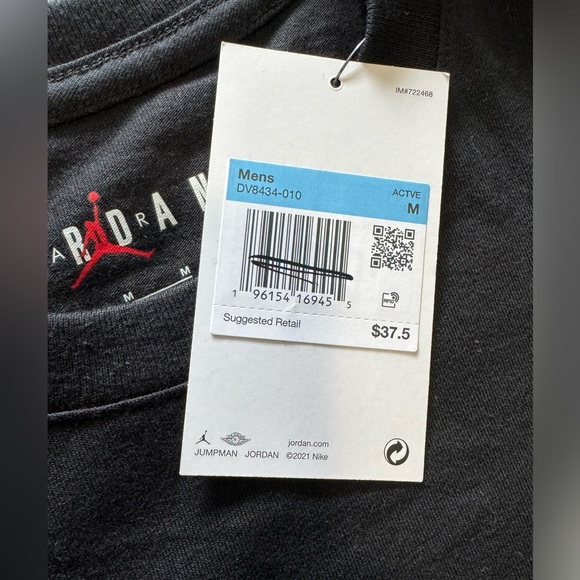 IM#722468
Mens
DV8434-010
ACTVE
M
1 96154 16945 5
Suggested Retail
$37.5
JUMPMAN JORDAN
jordan.com
©2021 Nike
M
M